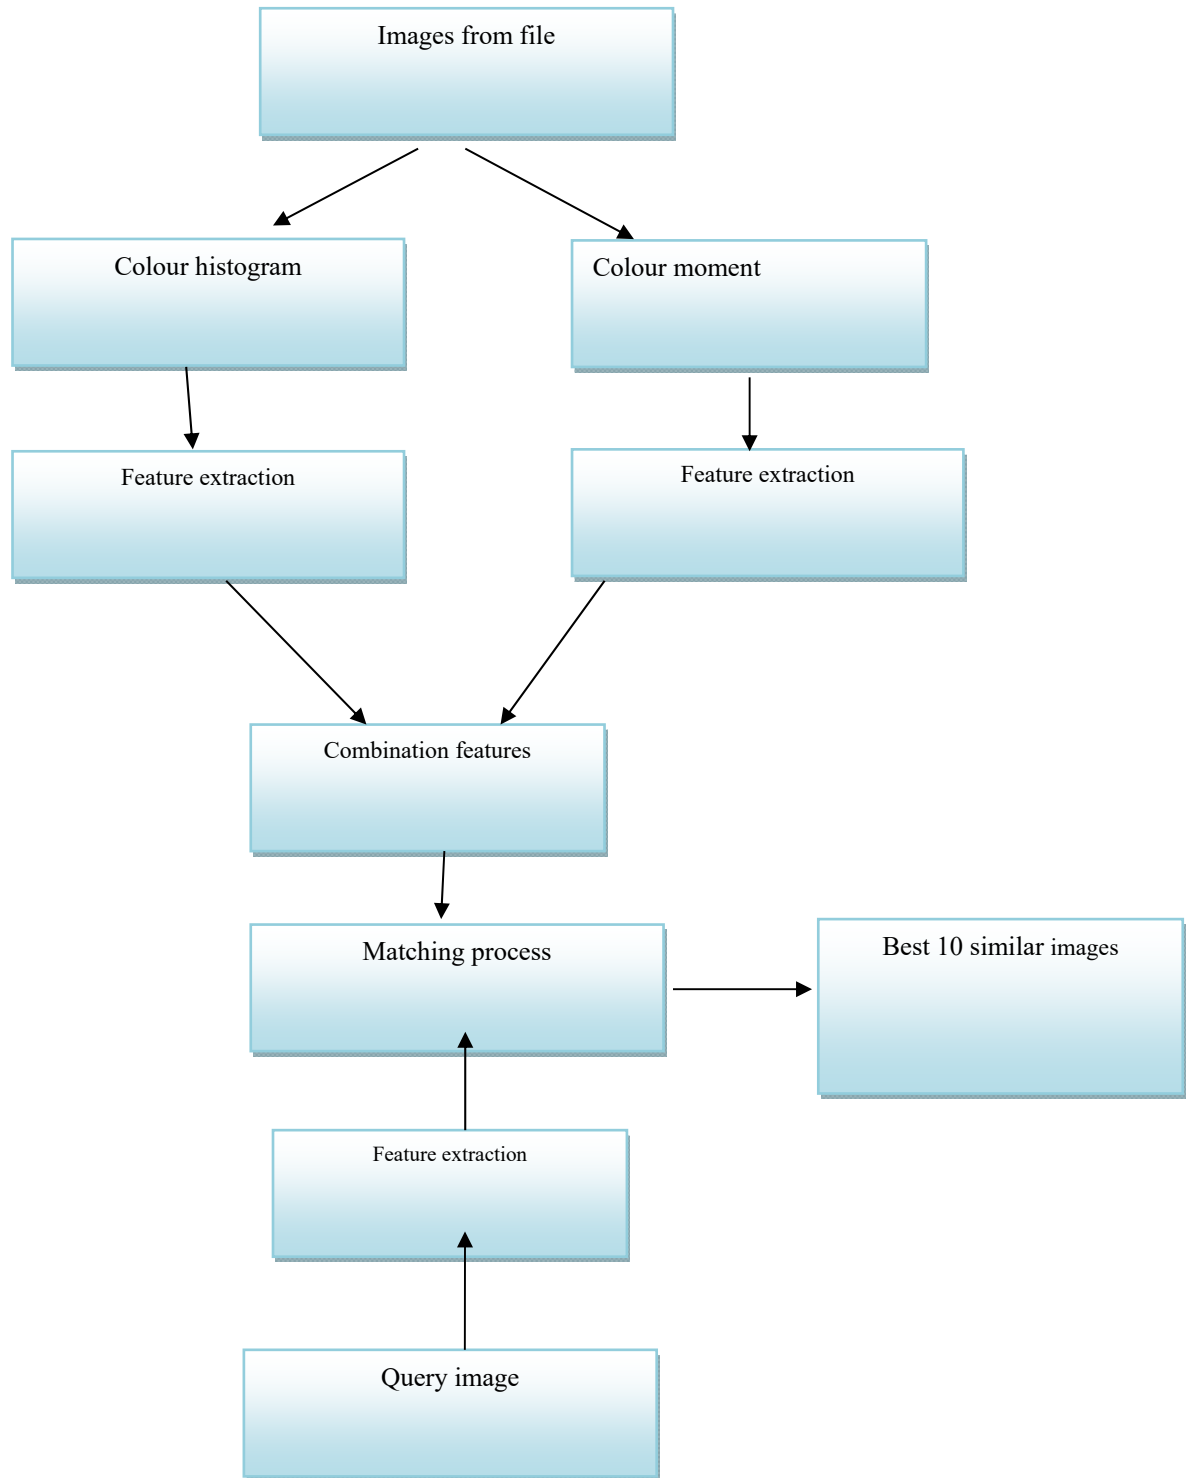 Images from file
Colour histogram
Colour moment
Feature extraction
Feature extraction
Combination features
Matching process
Best 10 similar images
Feature extraction
Query image